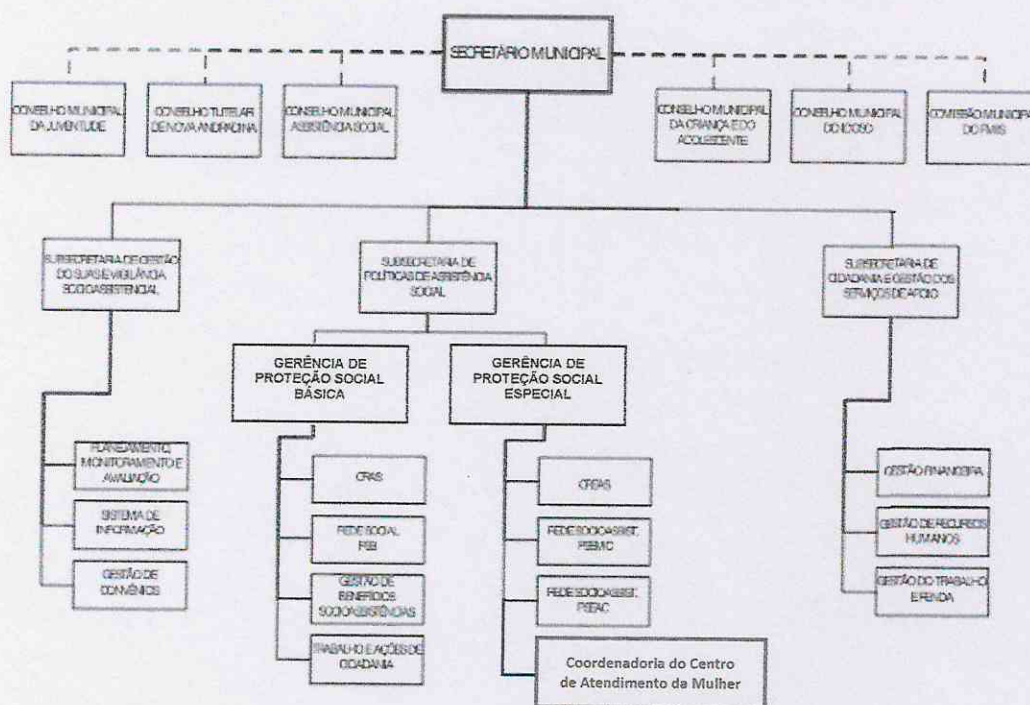 SECRETÁRIO MUNICIPAL
CONSELHO MUNICIPAL
DA JUVENTUDE
CONSELHO TUTELAR
DE NOVA ANDRADINA
CONSELHO MUNICIPAL
ASSISTÊNCIA SOCIAL
CONSELHO MUNICIPAL
DA CRIANÇA E DO
ADOLESCENTE
CONSELHO MUNICIPAL
DO IDOSO
COMISSÃO MUNICIPAL
DO FMIS
SUBSECRETARIA DE GESTÃO
DO SUAS E VIGILÂNCIA
SOCIOASSISTENCIAL
SUBSECRETARIA DE
POLÍTICAS DE ASSISTÊNCIA
SOCIAL
SUBSECRETARIA DE
CIDADANIA E GESTÃO DOS
SERVIÇOS DE APOIO
GERÊNCIA DE
PROTEÇÃO SOCIAL
BÁSICA
GERÊNCIA DE
PROTEÇÃO SOCIAL
ESPECIAL
PLANEJAMENTO,
MONITORAMENTO E
AVALIAÇÃO
SISTEMA DE
INFORMAÇÃO
GESTÃO DE
CONVÊNIOS
CRAS
REDE SOCIAL
PSB
GESTÃO DE
BENEFÍCIOS
SOCIOASSISTÊNCIAS
TRABALHO E AÇÕES DE
CIDADANIA
CREAS
REDE SOCIOASSIST.
PSEMC
REDE SOCIOASSIST.
PSEAC
Coordenadoria do Centro
de Atendimento da Mulher
GESTÃO FINANCEIRA
GESTÃO DE RECURSOS
HUMANOS
GESTÃO DO TRABALHO
E RENDA